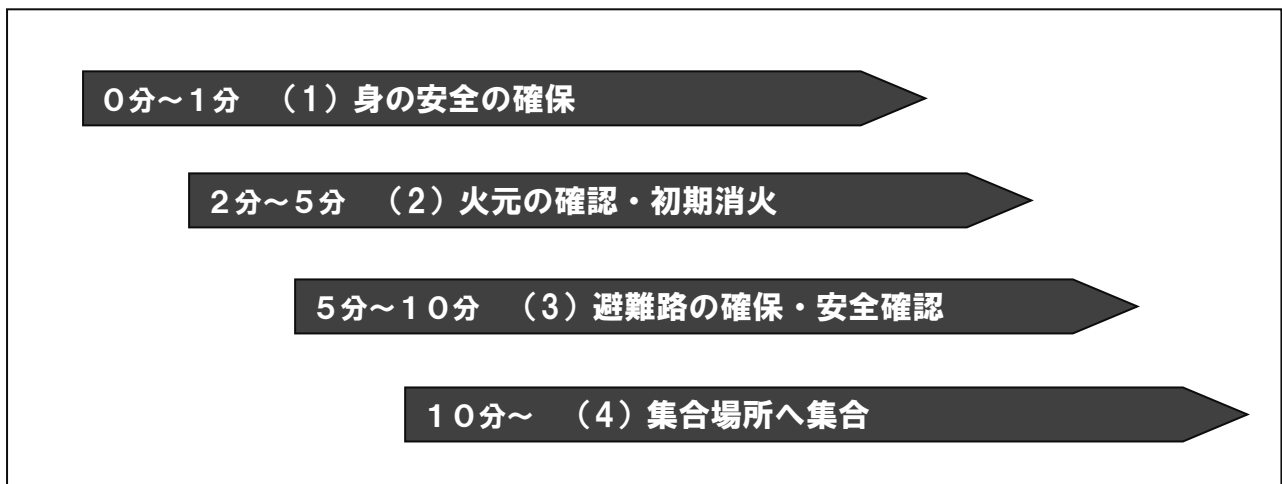 ０分～１分　（１）身の安全の確保
２分～５分　（２）火元の確認・初期消火
５分～１０分　（３）避難路の確保・安全確認
１０分～　（４）集合場所へ集合